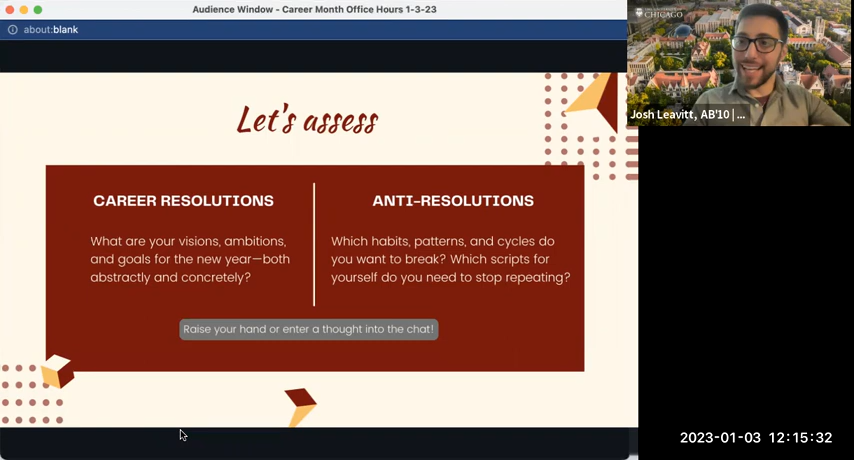 Audience Window - Career Month Office Hours 1-3-23
about:blank
THE UNIVERSITY OF
CHICAGO
Josh Leavitt, AB'10 | ...
Let's assess
CAREER RESOLUTIONS
What are your visions, ambitions,
and goals for the new year—both
abstractly and concretely?
ANTI-RESOLUTIONS
Which habits, patterns, and cycles do
you want to break? Which scripts for
yourself do you need to stop repeating?
Raise your hand or enter a thought into the chat!
2023-01-03 12:15:32